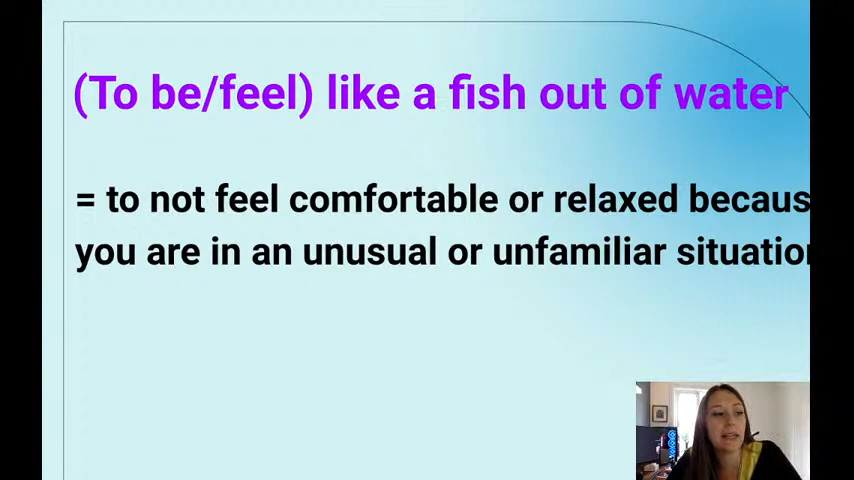 (To be/feel) like a fish out of water
= to not feel comfortable or relaxed becaus
you are in an unusual or unfamiliar situation